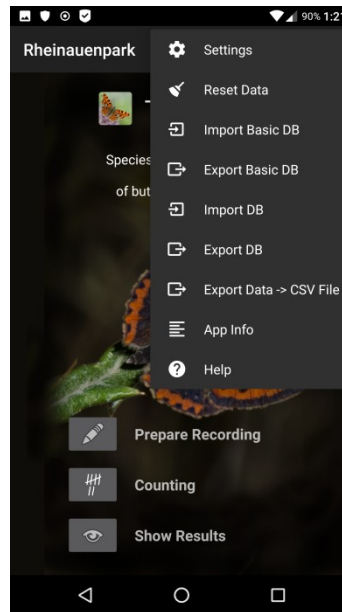 90% 1:21
Rheinauenpark
Settings
Reset Data
Import Basic DB
Species
Export Basic DB
of but
Import DB
Export DB
Export Data -> CSV File
App Info
Help
Prepare Recording
Counting
Show Results